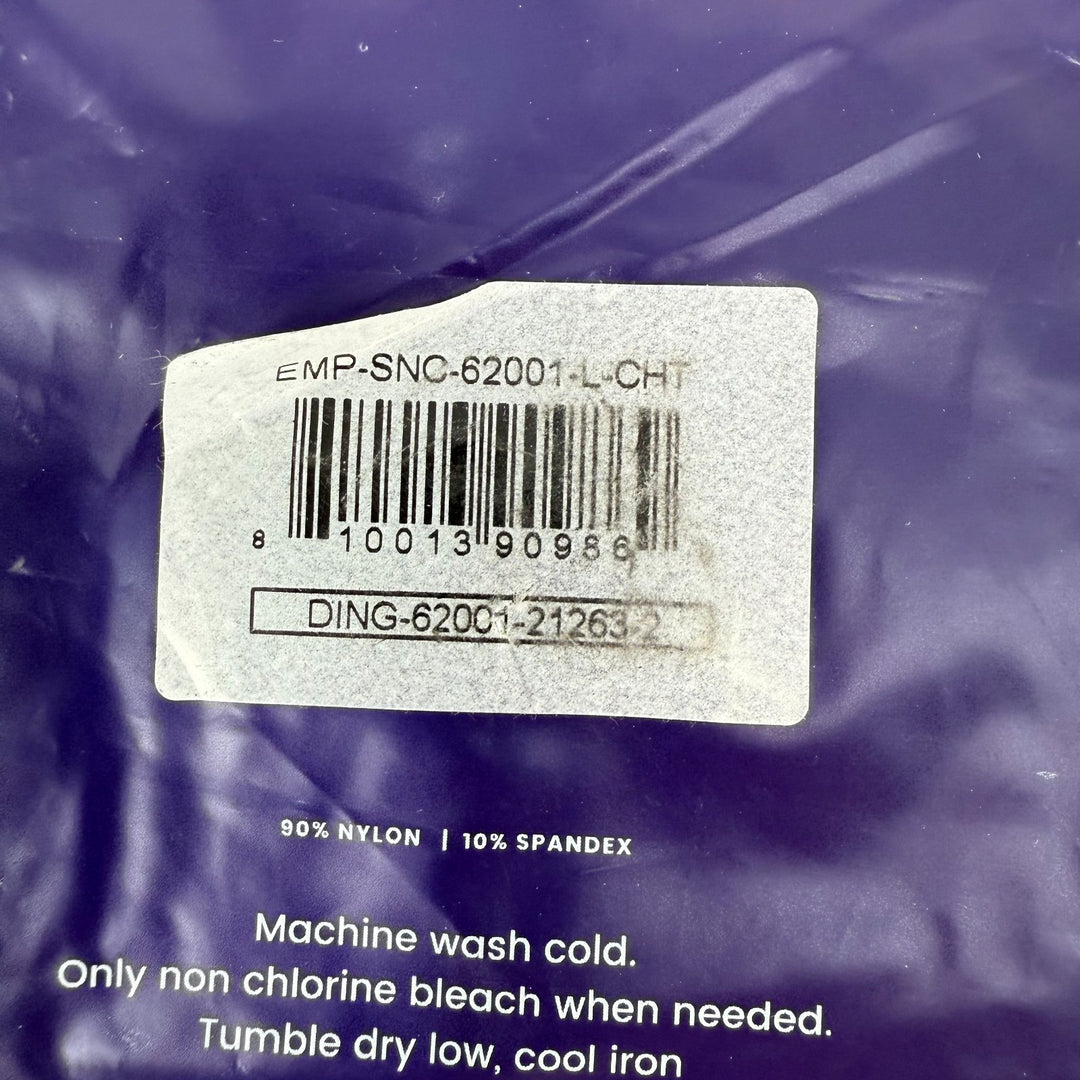 EMP-SNC-62001-L-CHT
8 10013 90986
DING-62001-21263-2
90% NYLON | 10% SPANDEX
Machine wash cold.
Only non chlorine bleach when needed.
Tumble dry low, cool iron